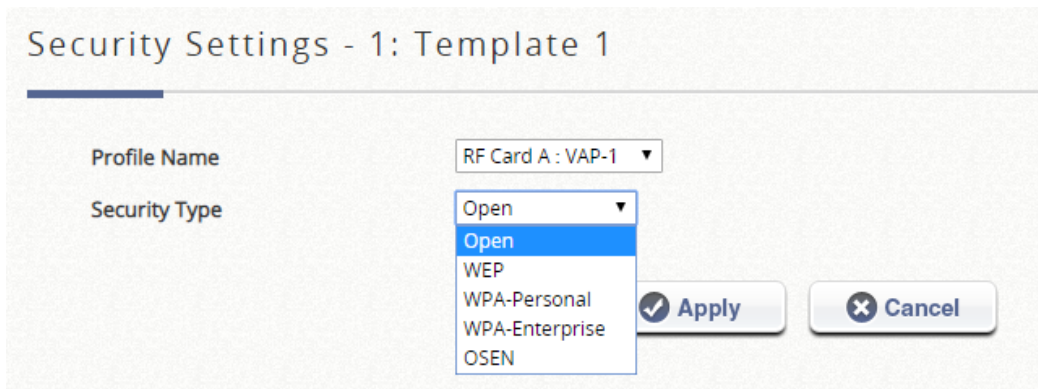 Security Settings - 1: Template 1
Profile Name
RF Card A : VAP-1
Security Type
Open
Open
WEP
WPA-Personal
WPA-Enterprise
OSEN
Apply
Cancel